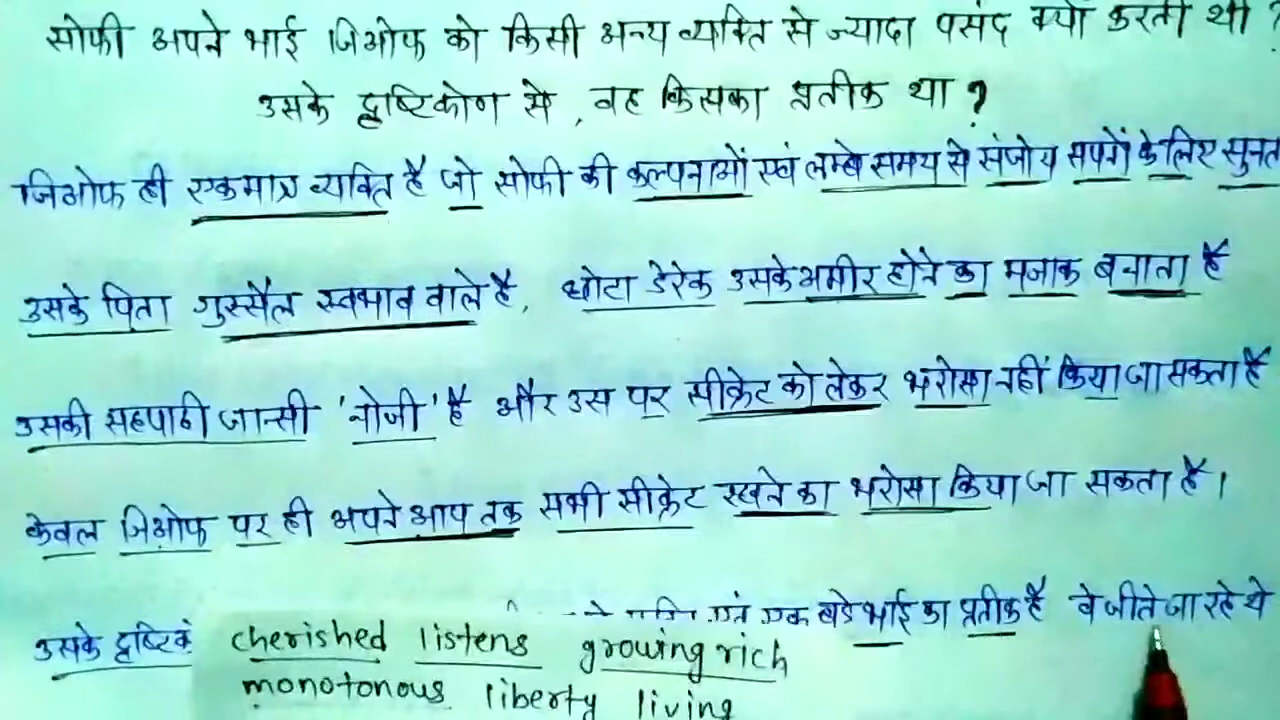 सोफी अपने भाई जिओफ को किसी अन्य व्यक्ति से ज्यादा पसंद क्यों करती थी ?
उसके दृष्टिकोण से , वह किसका प्रतीक था ?
जिओफ ही एकमात्र व्यक्ति है जो सोफी की कल्पनाओं एवं लम्बे समय से संजोय सपनों के लिए सुनता
उसके पिता गुस्सैल स्वभाव वाले है, छोटा डेरेक उसके अमीर होने का मजाक बनाता है
उसकी सहपाठी जान्सी 'नोजी' है और उस पर सीक्रेट को लेकर भरोसा नहीं किया जा सकता है
केवल जिओफ पर ही अपने आप तक सभी सीक्रेट रखने का भरोसा किया जा सकता है ।
उसके एवं एक बडे भाई का प्रतीक है वे जीते जा रहे थे
cherished listens growing rich
monotonous liberty living